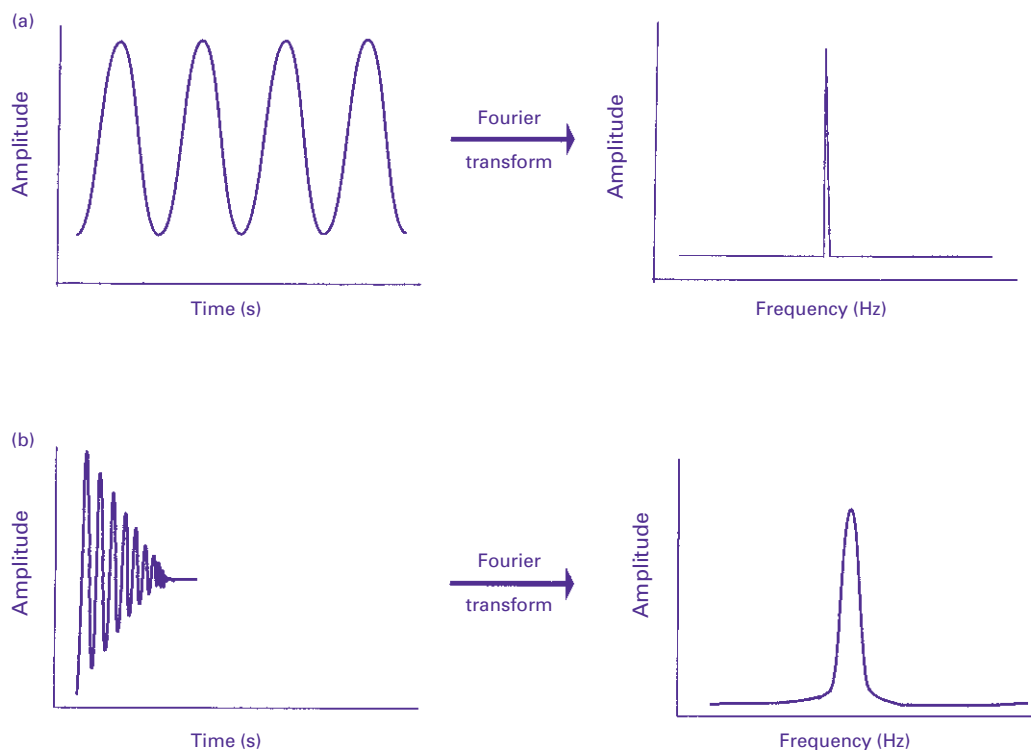 (a)
Amplitude
Time (s)
Fourier
transform
Amplitude
Frequency (Hz)
(b)
Amplitude
Time (s)
Fourier
transform
Amplitude
Frequency (Hz)